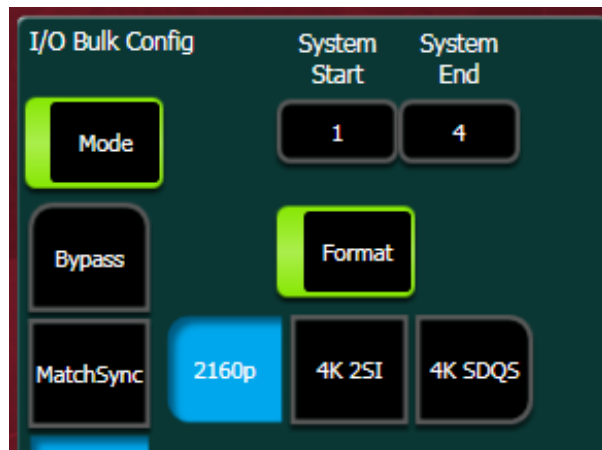 I/O Bulk Config
System Start
System End
Mode
1
4
Bypass
Format
MatchSync
2160p
4K 2SI
4K SDQS